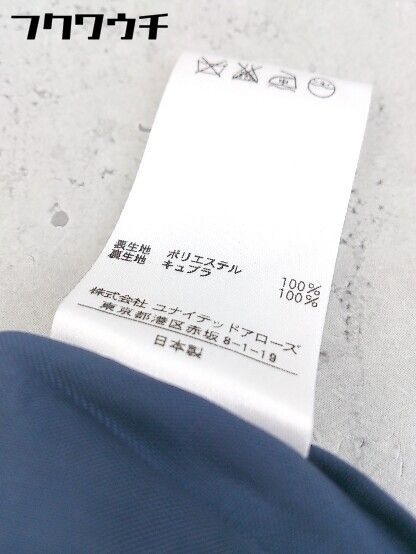 フクワウチ
表生地 ポリエステル 100%
裏生地 キュプラ 100%
株式会社 ユナイテッドアローズ
東京都港区赤坂8-1-19
日本製